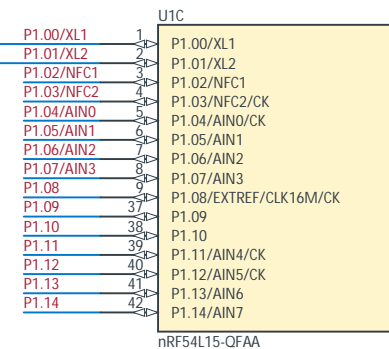 U1C
P1.00/XL1 1 P1.00/XL1
P1.01/XL2 2 P1.01/XL2
P1.02/NFC1 3 P1.02/NFC1
P1.03/NFC2 4 P1.03/NFC2/CK
P1.04/AIN0 5 P1.04/AIN0/CK
P1.05/AIN1 6 P1.05/AIN1
P1.06/AIN2 7 P1.06/AIN2
P1.07/AIN3 8 P1.07/AIN3
P1.08 9 P1.08/EXTREF/CLK16M/CK
P1.09 37 P1.09
P1.10 38 P1.10
P1.11 39 P1.11/AIN4/CK
P1.12 40 P1.12/AIN5/CK
P1.13 41 P1.13/AIN6
P1.14 42 P1.14/AIN7
nRF54L15-QFAA